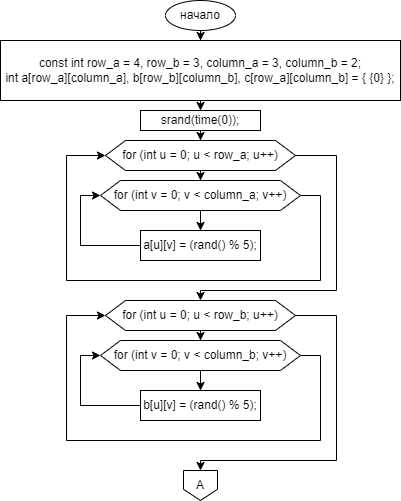 начало
const int row_a = 4, row_b = 3, column_a = 3, column_b = 2;
int a[row_a][column_a], b[row_b][column_b], c[row_a][column_b] = { {0} };
srand(time(0));
for (int u = 0; u < row_a; u++)
for (int v = 0; v < column_a; v++)
a[u][v] = (rand() % 5);
for (int u = 0; u < row_b; u++)
for (int v = 0; v < column_b; v++)
b[u][v] = (rand() % 5);
A